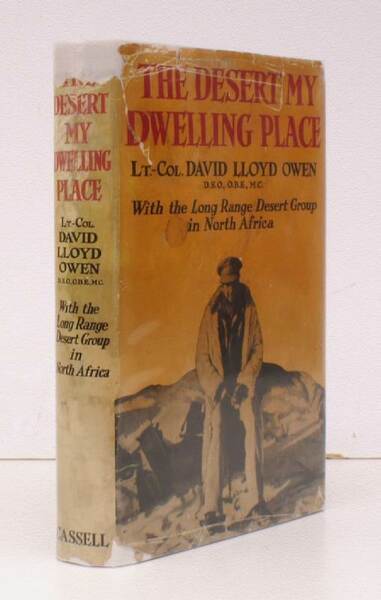 THE DESERT MY
DWELLING PLACE
LT.-COL. DAVID LLOYD OWEN
D.S.O., O.B.E., M.C.
With the Long Range Desert Group
in North Africa
THE
DESERT
MY
DWELLING
PLACE
LT.-COL.
DAVID
LLOYD
OWEN
D.S.O., O.B.E., M.C.
With the
Long Range
Desert Group
in
North Africa
CASSELL